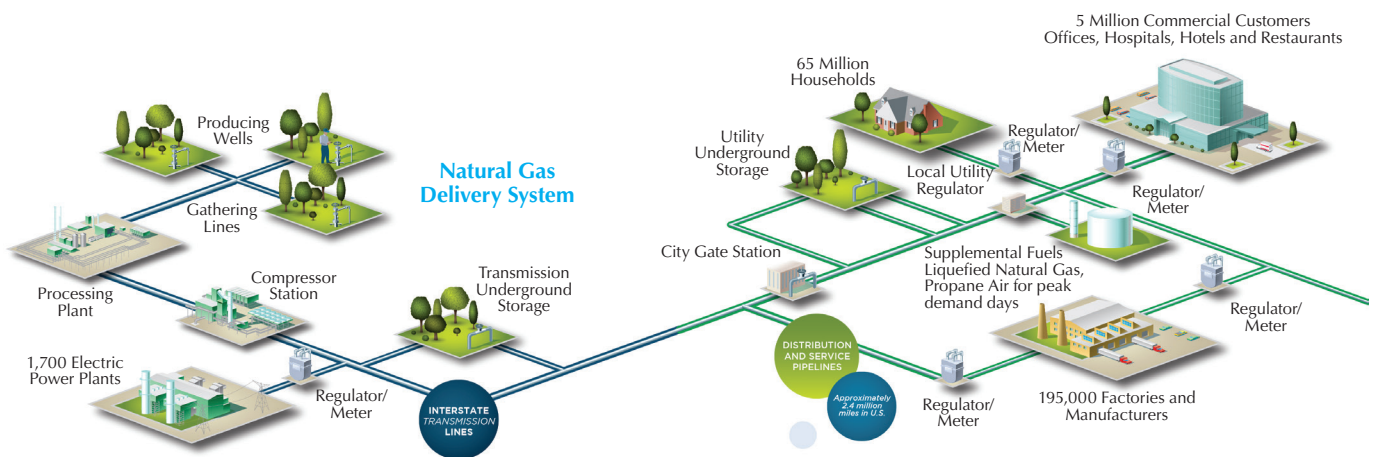 Natural Gas
Delivery System
Producing
Wells
Gathering
Lines
Processing
Plant
Compressor
Station
Transmission
Underground
Storage
1,700 Electric
Power Plants
Regulator/
Meter
INTERSTATE
TRANSMISSION
LINES
City Gate Station
Utility
Underground
Storage
65 Million
Households
5 Million Commercial Customers
Offices, Hospitals, Hotels and Restaurants
Regulator/
Meter
Local Utility
Regulator
Regulator/
Meter
Supplemental Fuels
Liquefied Natural Gas,
Propane Air for peak
demand days
Regulator/
Meter
DISTRIBUTION
AND SERVICE
PIPELINES
Approximately
2.4 million
miles in U.S.
Regulator/
Meter
195,000 Factories and
Manufacturers